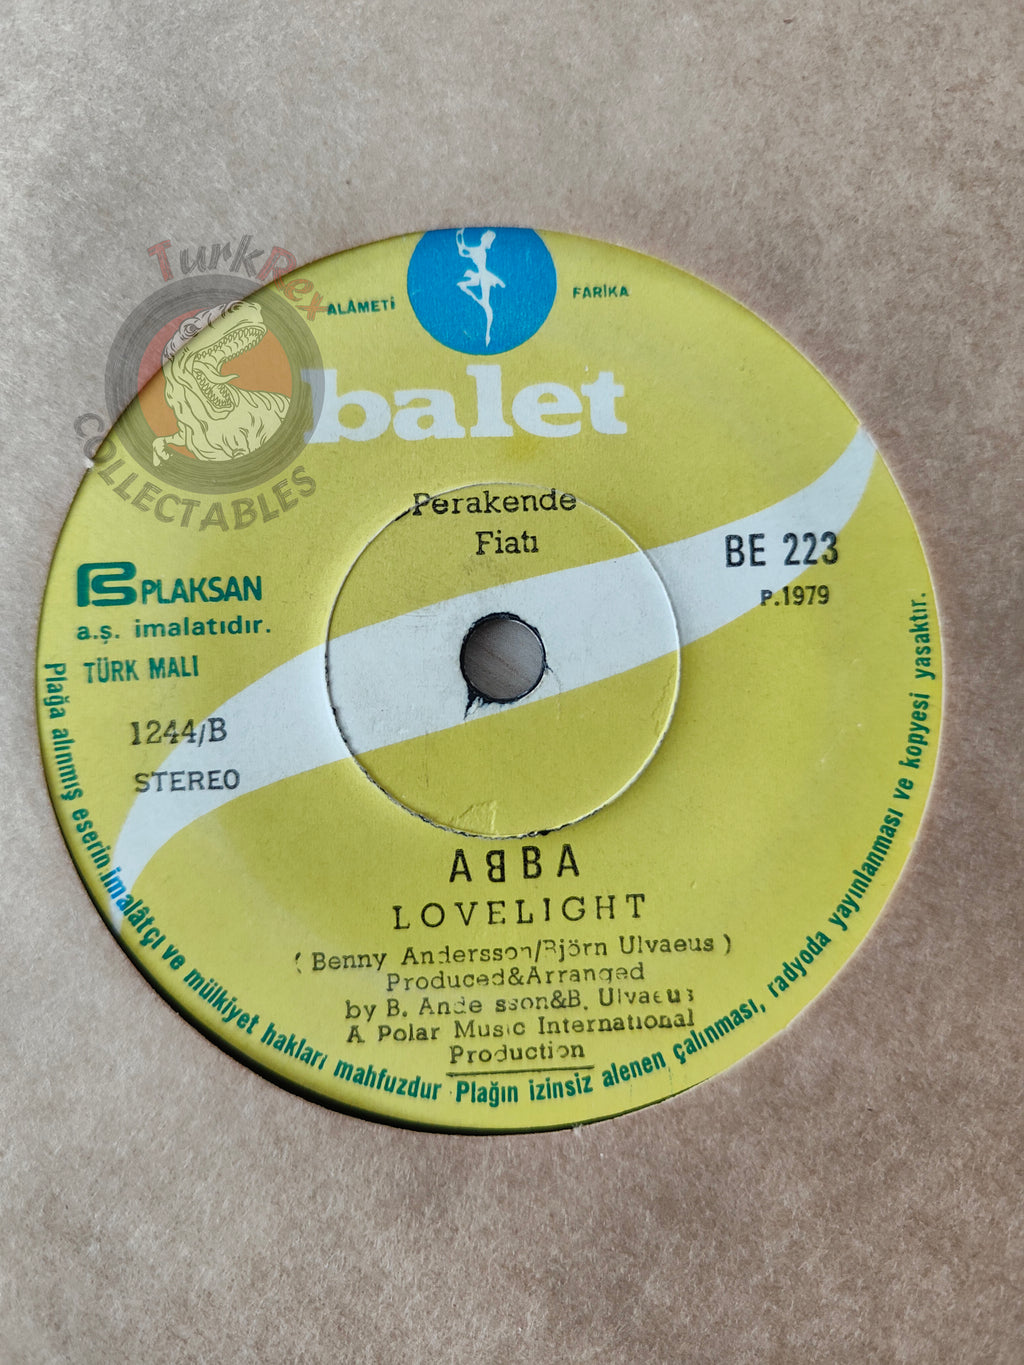 TurkRex
COLLECTABLES
ALÂMETİ FARİKA
balet
Perakende
Fiatı
BE 223
P.1979
PLAKSAN
a.ş. imalatıdır.
TÜRK MALI
1244/B
STEREO
ABBA
LOVELIGHT
( Benny Andersson/Björn Ulvaeus )
Produced&Arranged
by B. Ande sson&B. Ulvaeus
A Polar Music International
Production
Plağa alınmış eserin imalâtçı ve mülkiyet hakları mahfuzdur Plağın izinsiz alenen çalınması, radyoda yayınlanması ve kopyesi yasaktır.